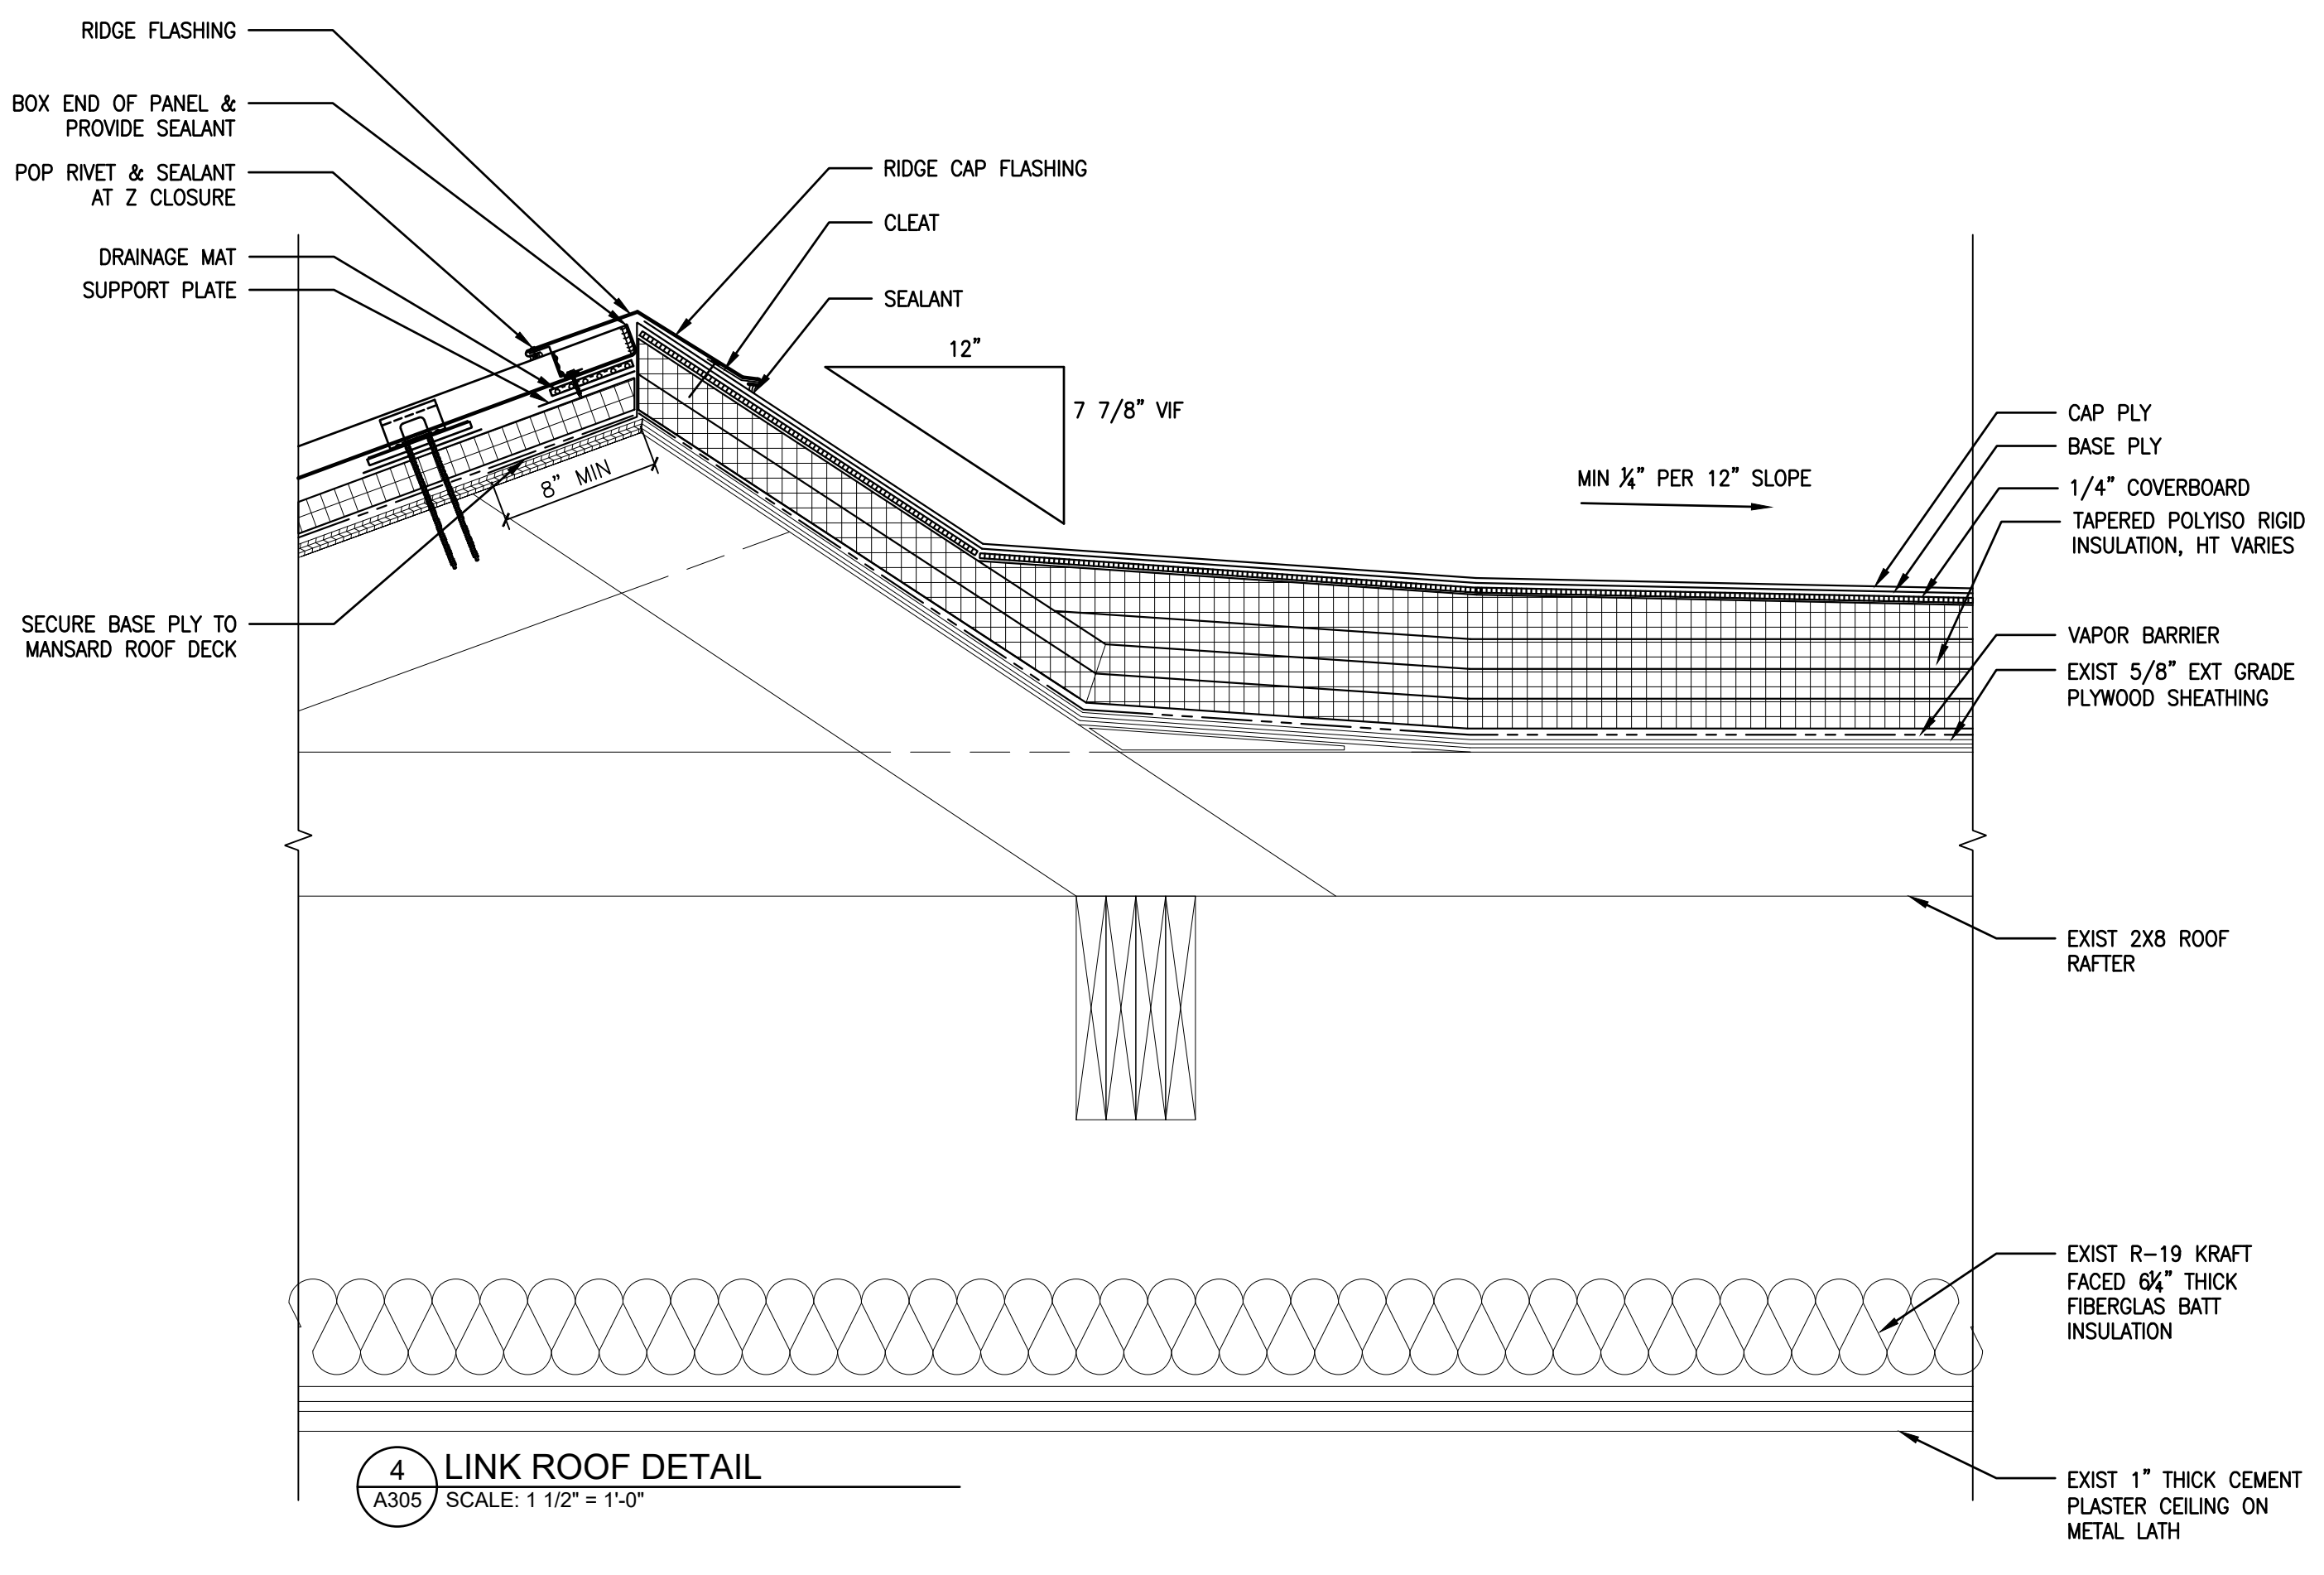 RIDGE FLASHING
BOX END OF PANEL &
PROVIDE SEALANT
POP RIVET & SEALANT
AT Z CLOSURE
DRAINAGE MAT
SUPPORT PLATE
SECURE BASE PLY TO
MANSARD ROOF DECK
RIDGE CAP FLASHING
CLEAT
SEALANT
12"
7 7/8" VIF
8" MIN
MIN ¼" PER 12" SLOPE
CAP PLY
BASE PLY
1/4" COVERBOARD
TAPERED POLYISO RIGID
INSULATION, HT VARIES
VAPOR BARRIER
EXIST 5/8" EXT GRADE
PLYWOOD SHEATHING
EXIST 2X8 ROOF
RAFTER
EXIST R-19 KRAFT
FACED 6¼" THICK
FIBERGLAS BATT
INSULATION
EXIST 1" THICK CEMENT
PLASTER CEILING ON
METAL LATH
4
A305
LINK ROOF DETAIL
SCALE: 1 1/2" = 1'-0"